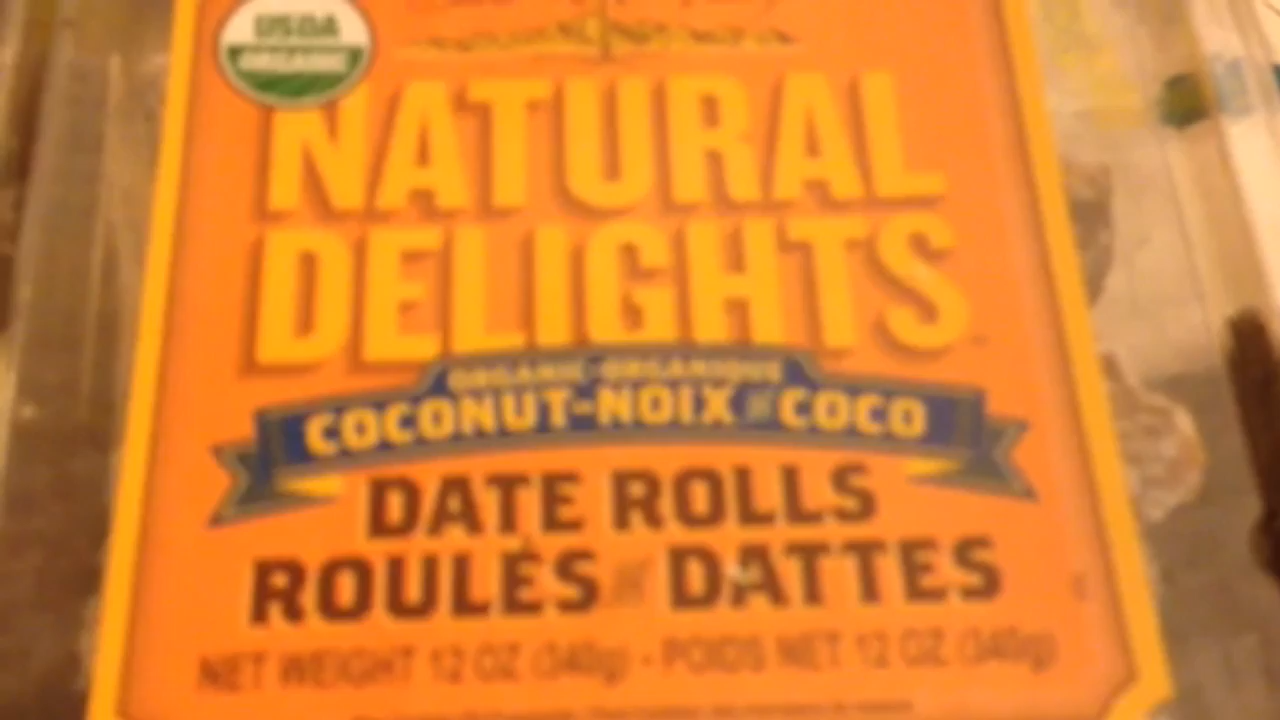 USDA
ORGANIC
NATURAL
DELIGHTS
ORGANIC-ORGANIQUE
COCONUT-NOIX COCO
DATE ROLLS
ROULÉS DATTES
NET WEIGHT 12 OZ (340g) - POIDS NET 12 OZ (340g)